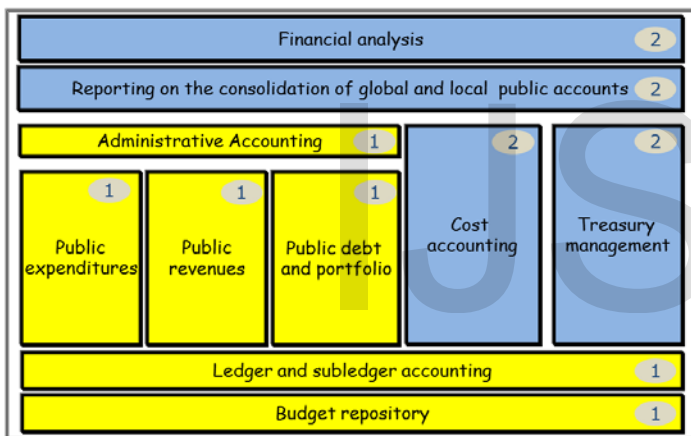 Financial analysis 2
Reporting on the consolidation of global and local public accounts 2
Administrative Accounting 1
2
2
1
1
1
Public
expenditures
Public
revenues
Public debt
and portfolio
Cost
accounting
Treasury
management
Ledger and subledger accounting 1
Budget repository 1
IJS